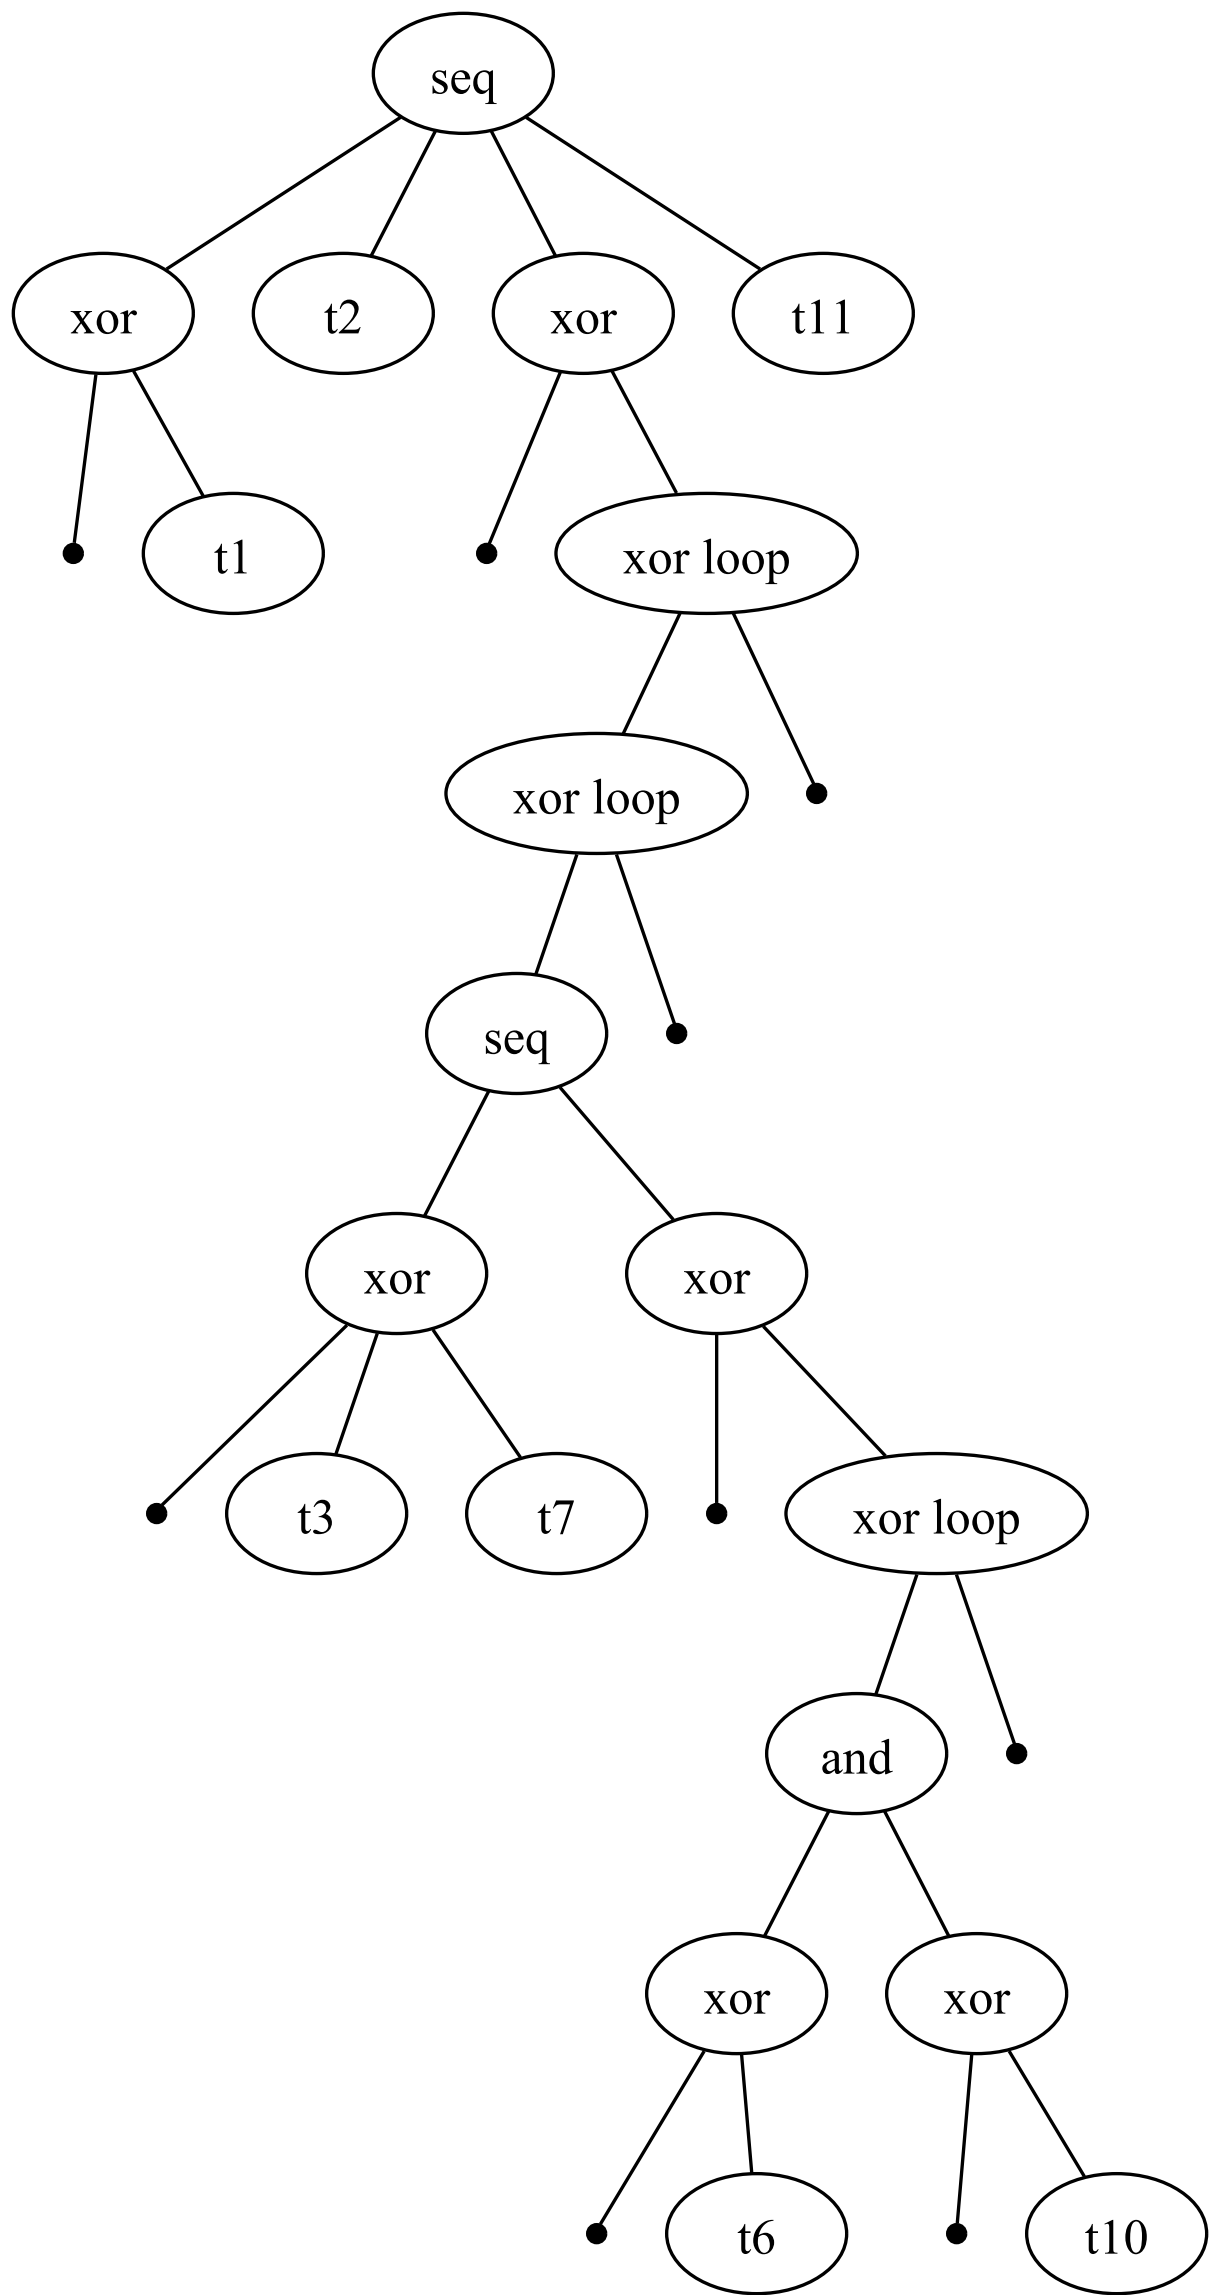 seq
xor t2 xor t11
t1 xor loop
xor loop
seq
xor xor
t3 t7 xor loop
and
xor xor
t6 t10